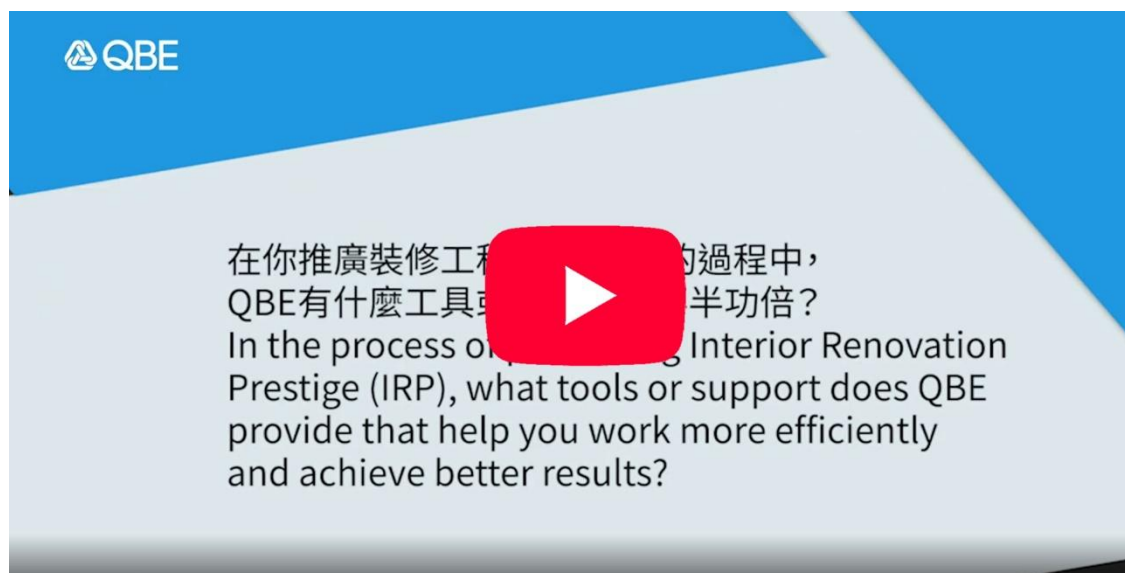 QBE
在你推廣裝修工 的過程中，
QBE有什麼工具 半功倍？
In the process o Interior Renovation
Prestige (IRP), what tools or support does QBE
provide that help you work more efficiently
and achieve better results?